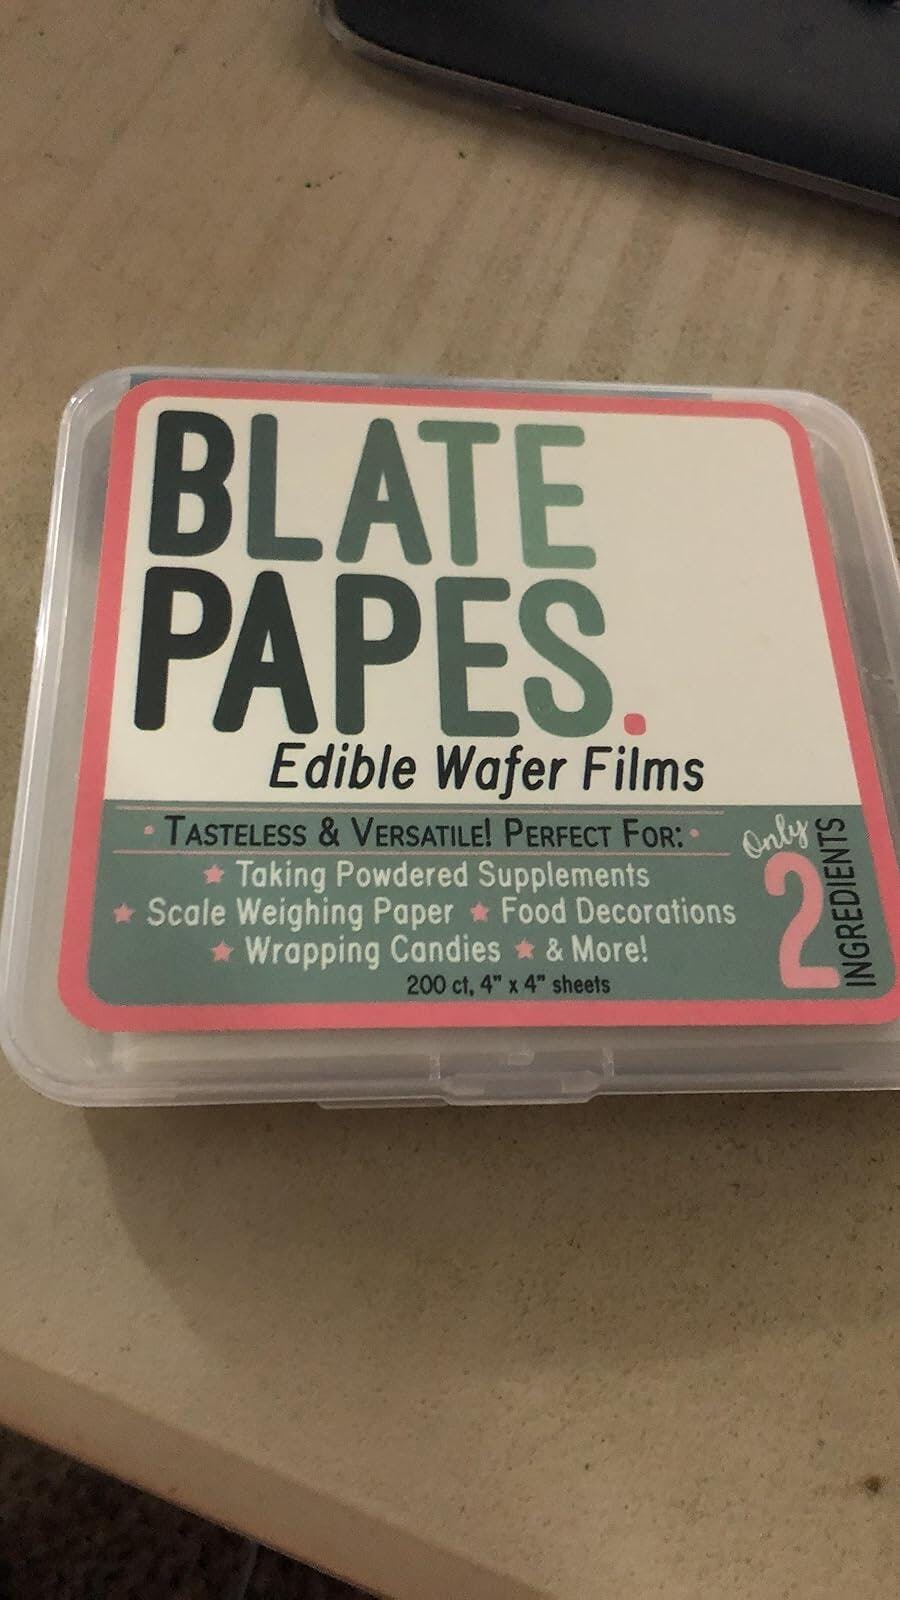 BLATE
PAPES.
Edible Wafer Films
• TASTELESS & VERSATILE! PERFECT FOR: •
★ Taking Powdered Supplements
★ Scale Weighing Paper ★ Food Decorations
★ Wrapping Candies ★ & More!
200 ct, 4" x 4" sheets
Only
2
INGREDIENTS